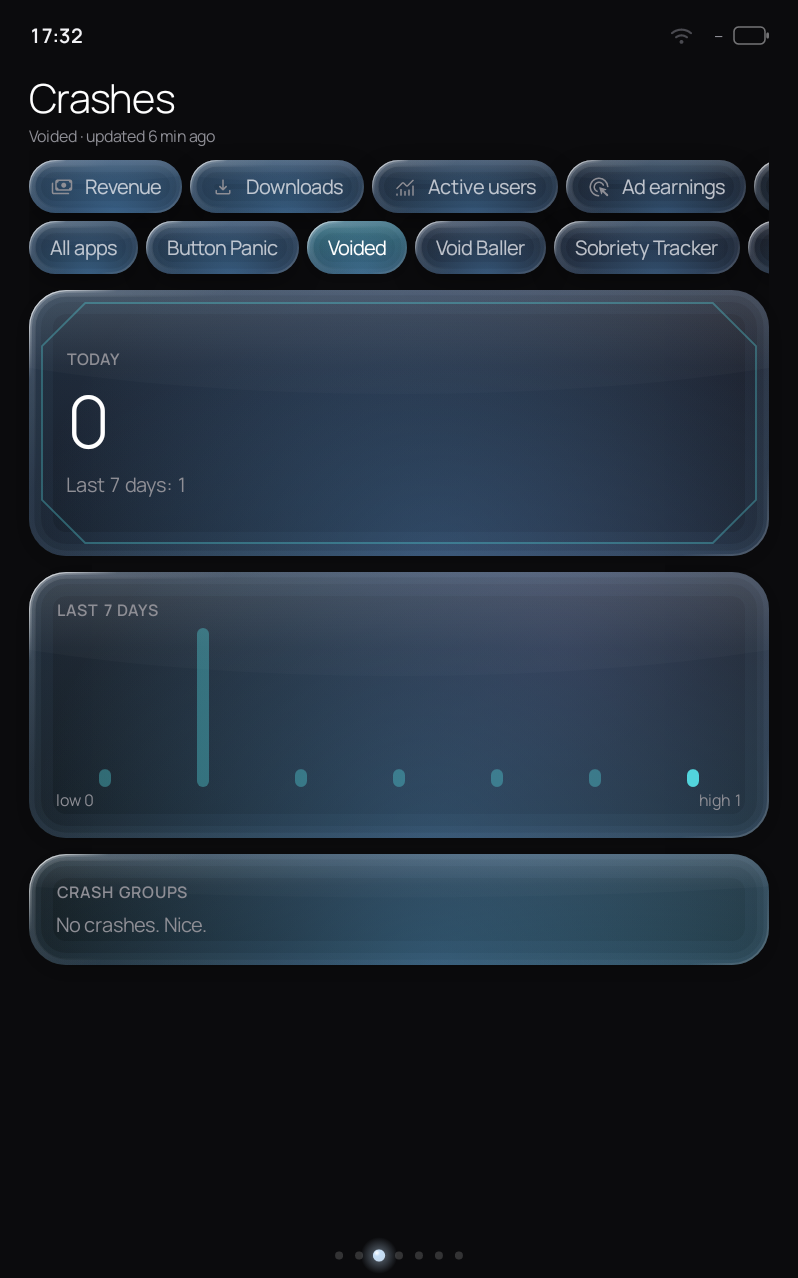 17:32
–
Crashes
Voided · updated 6 min ago
Revenue Downloads Active users Ad earnings
All apps Button Panic Voided Void Baller Sobriety Tracker
TODAY
0
Last 7 days: 1
LAST 7 DAYS
low 0 high 1
CRASH GROUPS
No crashes. Nice.